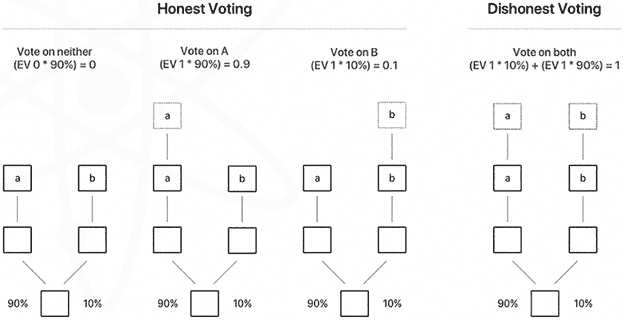 Honest Voting
Dishonest Voting
Vote on neither
(EV 0 * 90%) = 0
Vote on A
(EV 1 * 90%) = 0.9
Vote on B
(EV 1 * 10%) = 0.1
Vote on both
(EV 1 * 10%) + (EV 1 * 90%) = 1
a
b
a
b
a
b
a
b
a
b
a
b
90%
10%
90%
10%
90%
10%
90%
10%